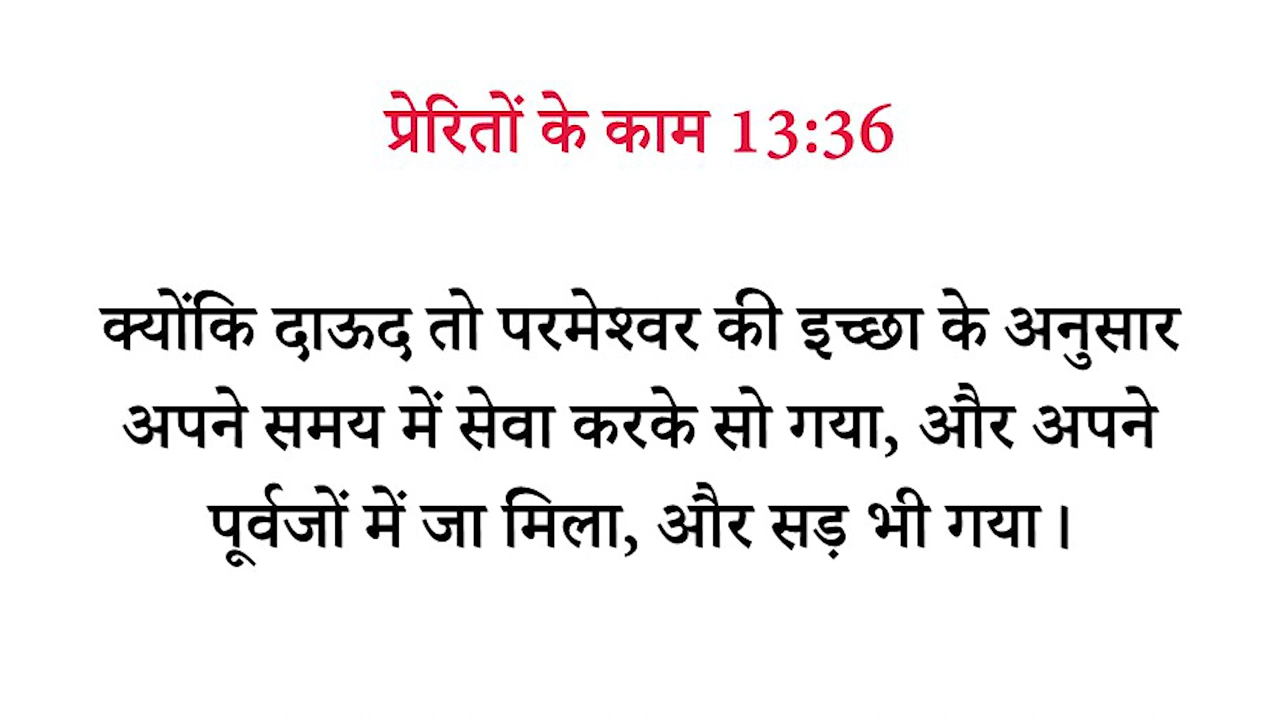 प्रेरितों के काम 13:36
क्योंकि दाऊद तो परमेश्वर की इच्छा के अनुसार
अपने समय में सेवा करके सो गया, और अपने
पूर्वजों में जा मिला, और सड़ भी गया।